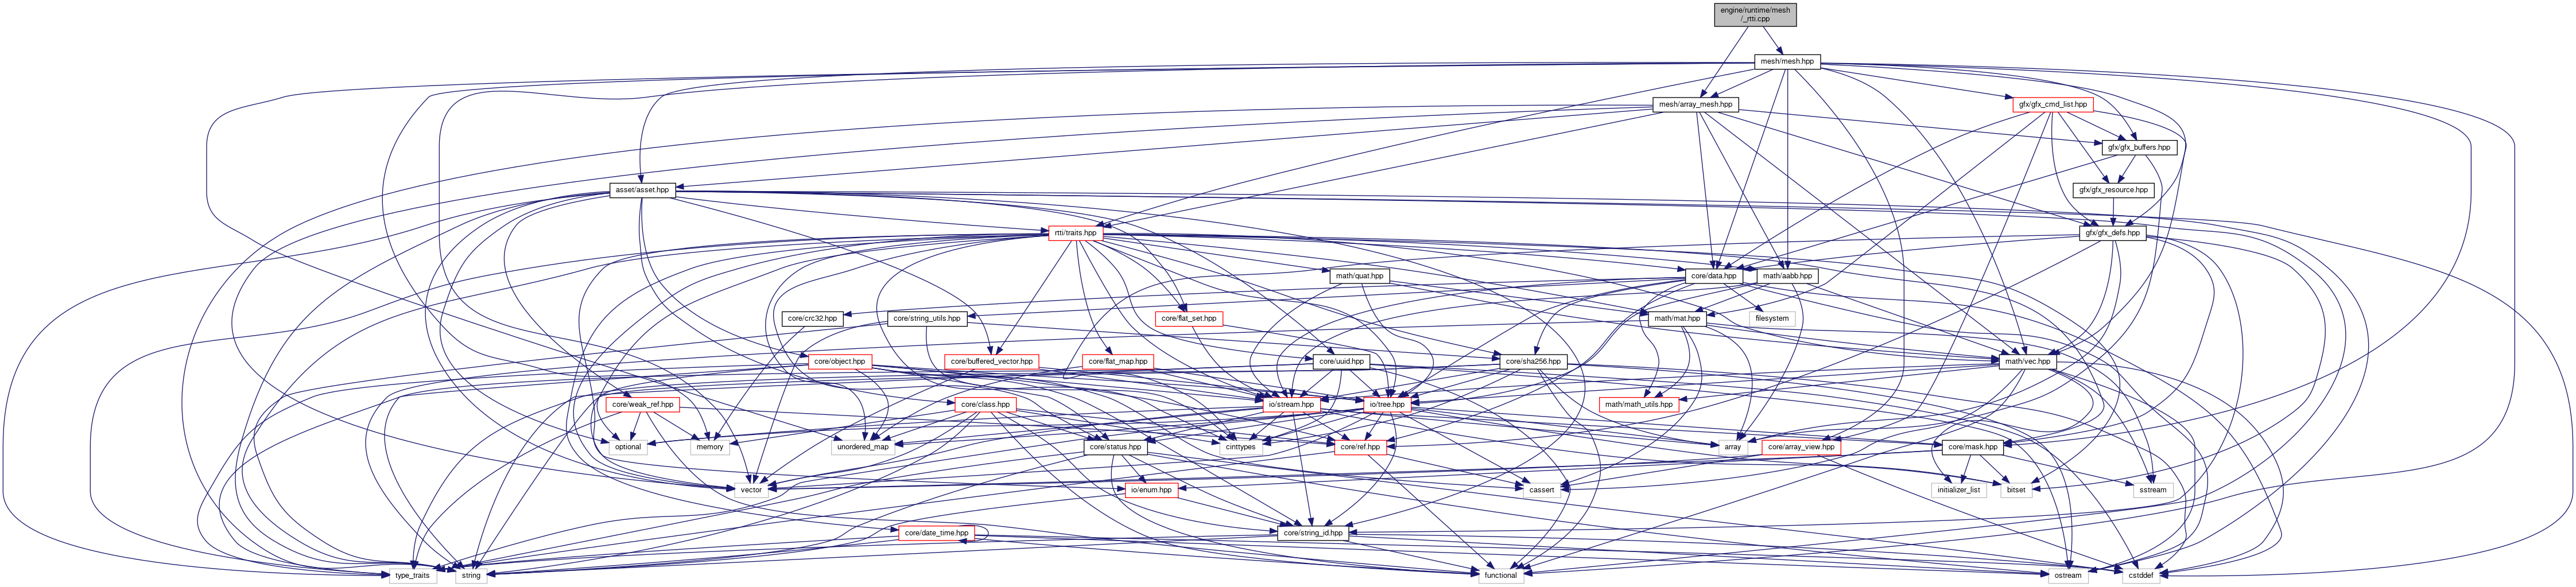 engine/runtime/mesh
/_rtti.cpp
mesh/mesh.hpp
mesh/array_mesh.hpp
gfx/gfx_cmd_list.hpp
gfx/gfx_buffers.hpp
asset/asset.hpp
gfx/gfx_resource.hpp
rtti/traits.hpp
gfx/gfx_defs.hpp
math/quat.hpp
core/data.hpp
math/aabb.hpp
core/crc32.hpp
core/string_utils.hpp
core/flat_set.hpp
math/mat.hpp
filesystem
core/object.hpp
core/buffered_vector.hpp
core/flat_map.hpp
core/uuid.hpp
core/sha256.hpp
math/vec.hpp
core/weak_ref.hpp
core/class.hpp
io/stream.hpp
io/tree.hpp
math/math_utils.hpp
optional
memory
unordered_map
core/status.hpp
cinttypes
core/ref.hpp
array
core/array_view.hpp
core/mask.hpp
vector
io/enum.hpp
cassert
initializer_list
bitset
sstream
core/date_time.hpp
core/string_id.hpp
type_traits
string
functional
ostream
cstddef